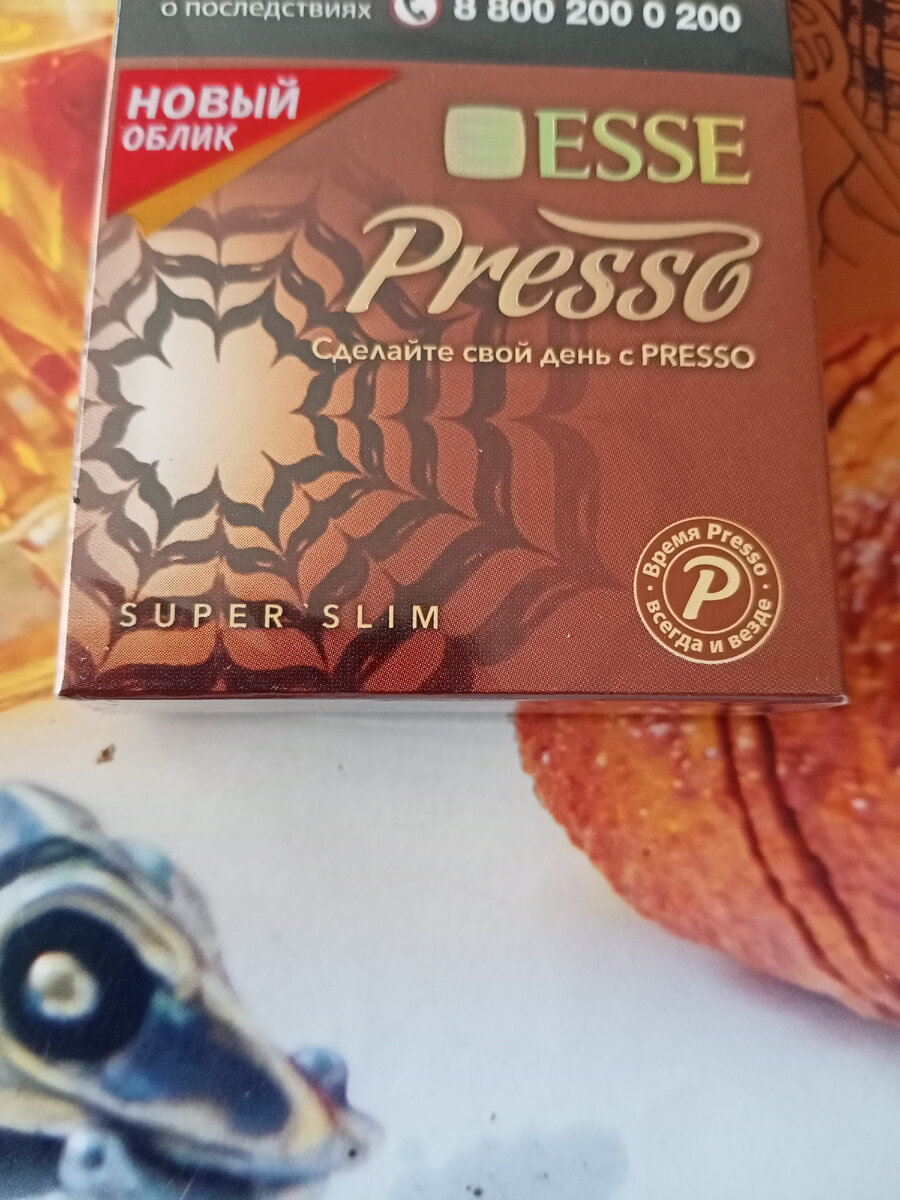 о последствиях 8 800 200 0 200
НОВЫЙ
ОБЛИК
ESSE
Presso
Сделайте свой день с PRESSO
SUPER SLIM
Время Presso
P
всегда и везде